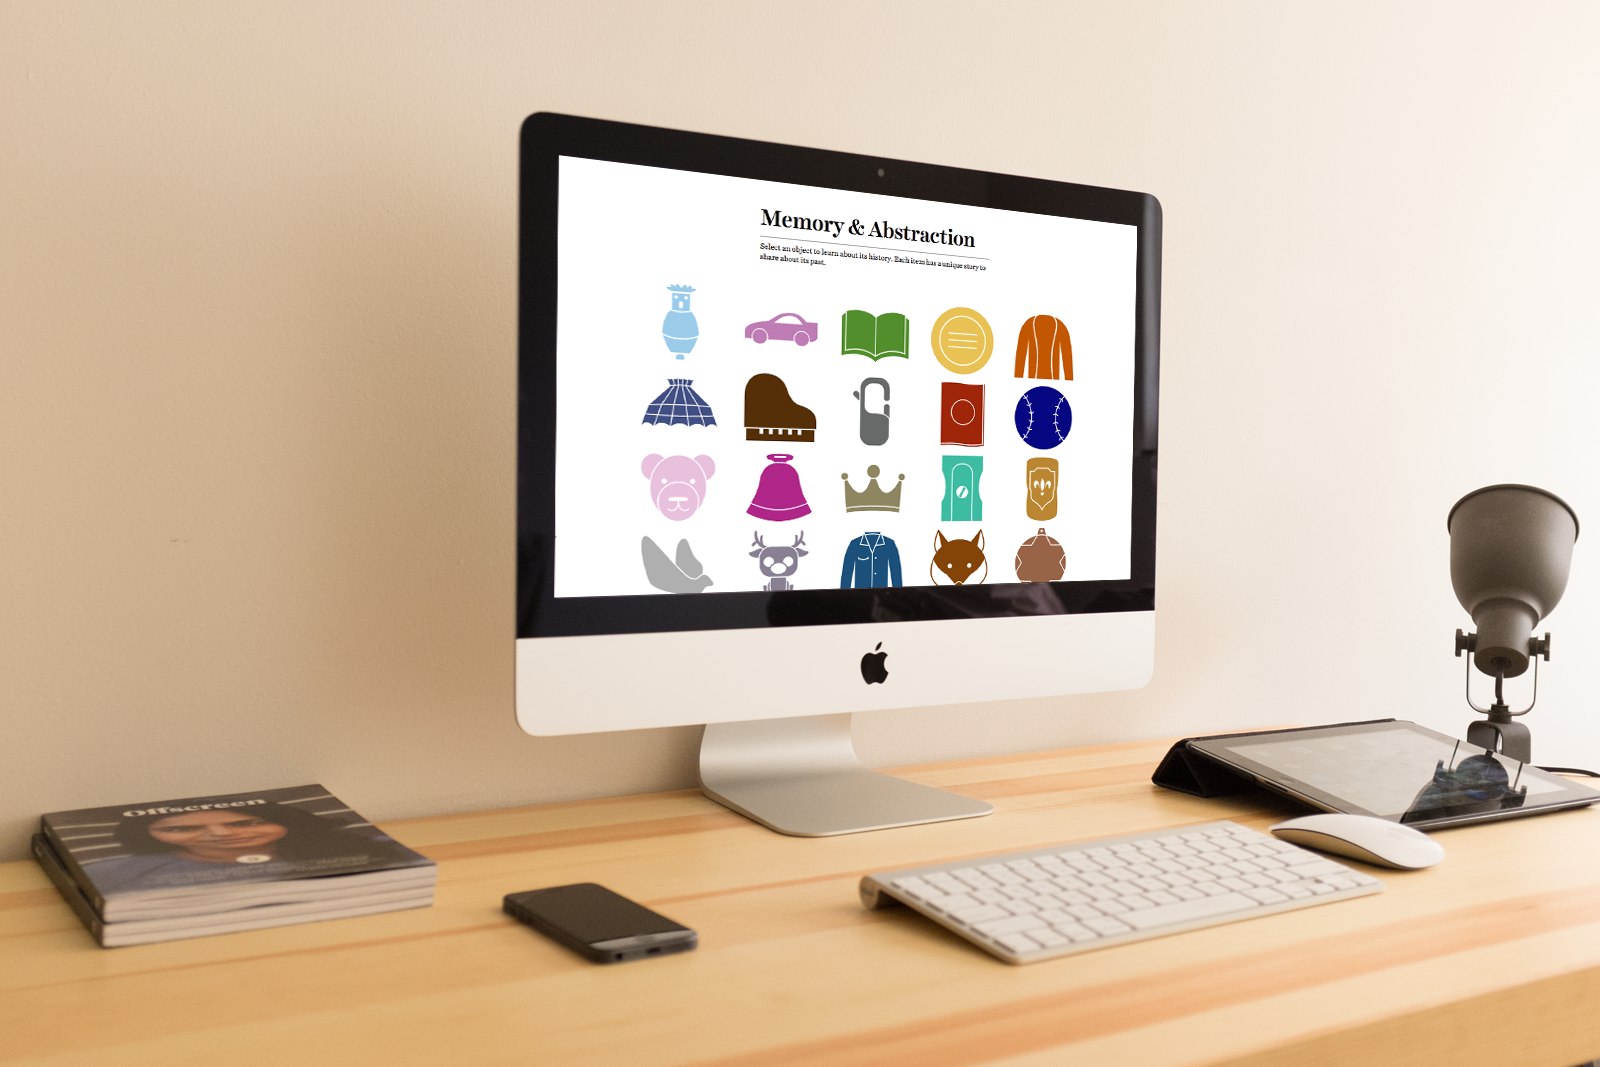 Memory & Abstraction
Select an object to learn about its history. Each item has a unique story to
share about its past.
Offscreen